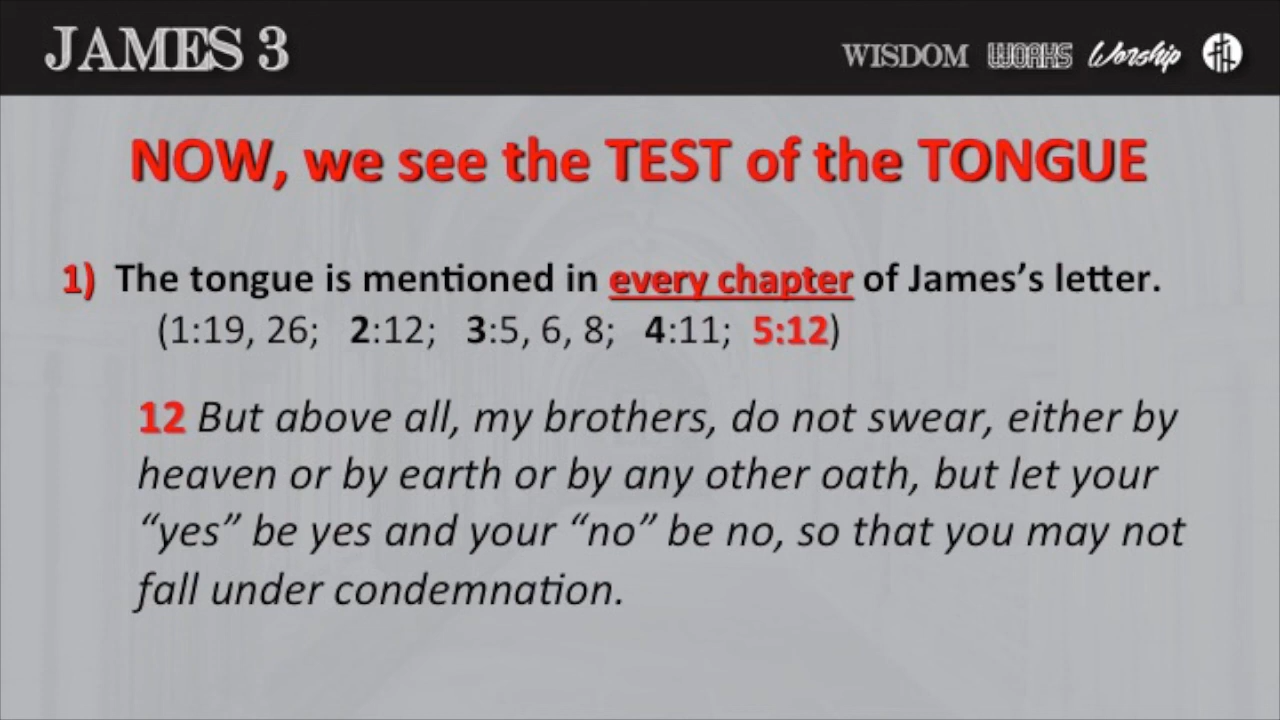 JAMES 3
WISDOM WORKS Worship
NOW, we see the TEST of the TONGUE
1) The tongue is mentioned in every chapter of James’s letter.
(1:19, 26; 2:12; 3:5, 6, 8; 4:11; 5:12)
12 But above all, my brothers, do not swear, either by
heaven or by earth or by any other oath, but let your
“yes” be yes and your “no” be no, so that you may not
fall under condemnation.